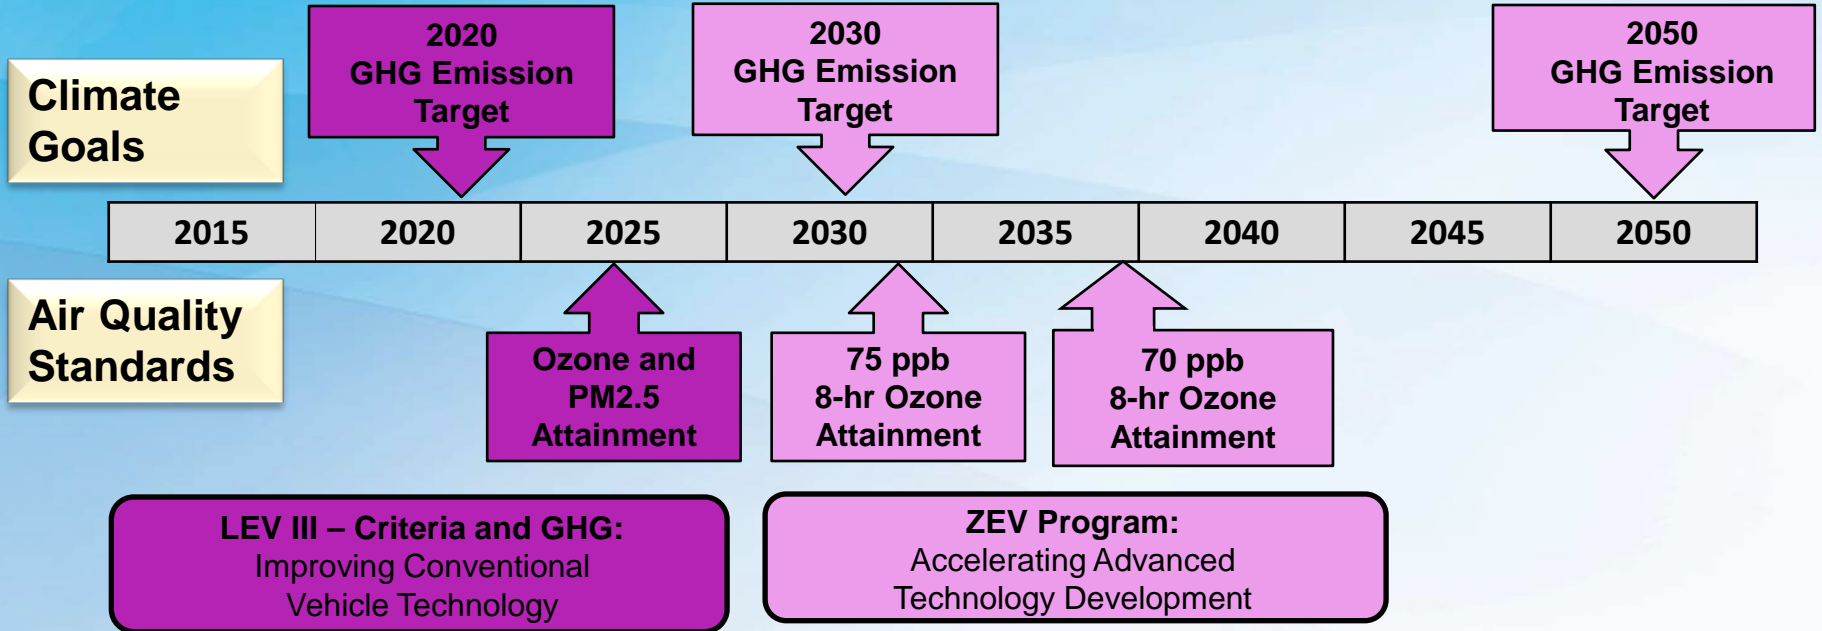 2020
GHG Emission
Target
2030
GHG Emission
Target
2050
GHG Emission
Target
Climate
Goals
2015 2020 2025 2030 2035 2040 2045 2050
Air Quality
Standards
Ozone and
PM2.5
Attainment
75 ppb
8-hr Ozone
Attainment
70 ppb
8-hr Ozone
Attainment
LEV III – Criteria and GHG:
Improving Conventional
Vehicle Technology
ZEV Program:
Accelerating Advanced
Technology Development